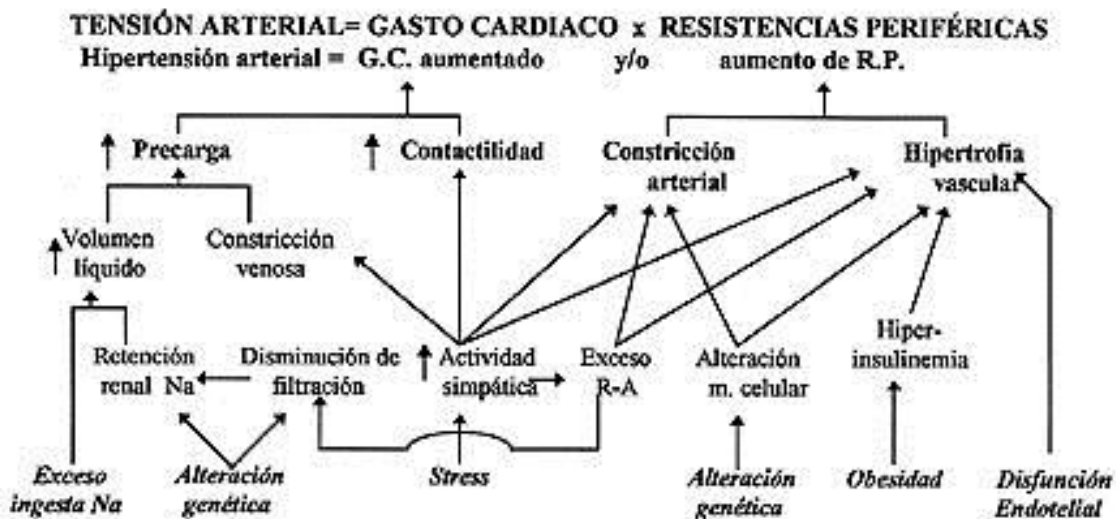 TENSIÓN ARTERIAL= GASTO CARDIACO x RESISTENCIAS PERIFÉRICAS
Hipertensión arterial = G.C. aumentado y/o aumento de R.P.
Precarga
Contactilidad
Constricción
arterial
Hipertrofia
vascular
Volumen
líquido
Constricción
venosa
Retención
renal Na
Disminución de
filtración
Actividad
simpática
Exceso
R-A
Alteración
m. celular
Hiper-
insulinemia
Exceso
ingesta Na
Alteración
genética
Stress
Alteración
genética
Obesidad
Disfunción
Endotelial